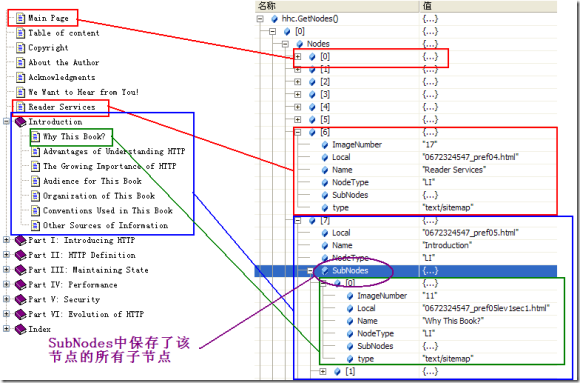 Main Page
Table of content
Copyright
About the Author
Acknowledgments
We Want to Hear from You!
Reader Services
Introduction
Why This Book?
Advantages of Understanding HTTP
The Growing Importance of HTTP
Audience for This Book
Organization of This Book
Conventions Used in This Book
Other Sources of Information
Part I: Introducing HTTP
Part II: HTTP Definition
Part III: Maintaining State
Part IV: Performance
Part V: Security
Part VI: Evolution of HTTP
Index
SubNodes中保存了该
节点的所有子节点
名称 值
hhc.GetNodes() {...}
[0] {...}
Nodes {...}
[0] {...}
[1] {...}
[2] {...}
[3] {...}
[4] {...}
[5] {...}
[6] {...}
ImageNumber "17"
Local "0672324547_pref04.html"
Name "Reader Services"
NodeType "LI"
SubNodes {...}
type "text/sitemap"
[7] {...}
Local "0672324547_pref05.html"
Name "Introduction"
NodeType "LI"
SubNodes {...}
[0] {...}
ImageNumber "11"
Local "0672324547_pref05lev1sec1.html"
Name "Why This Book?"
NodeType "LI"
SubNodes {...}
type "text/sitemap"
[1] {...}